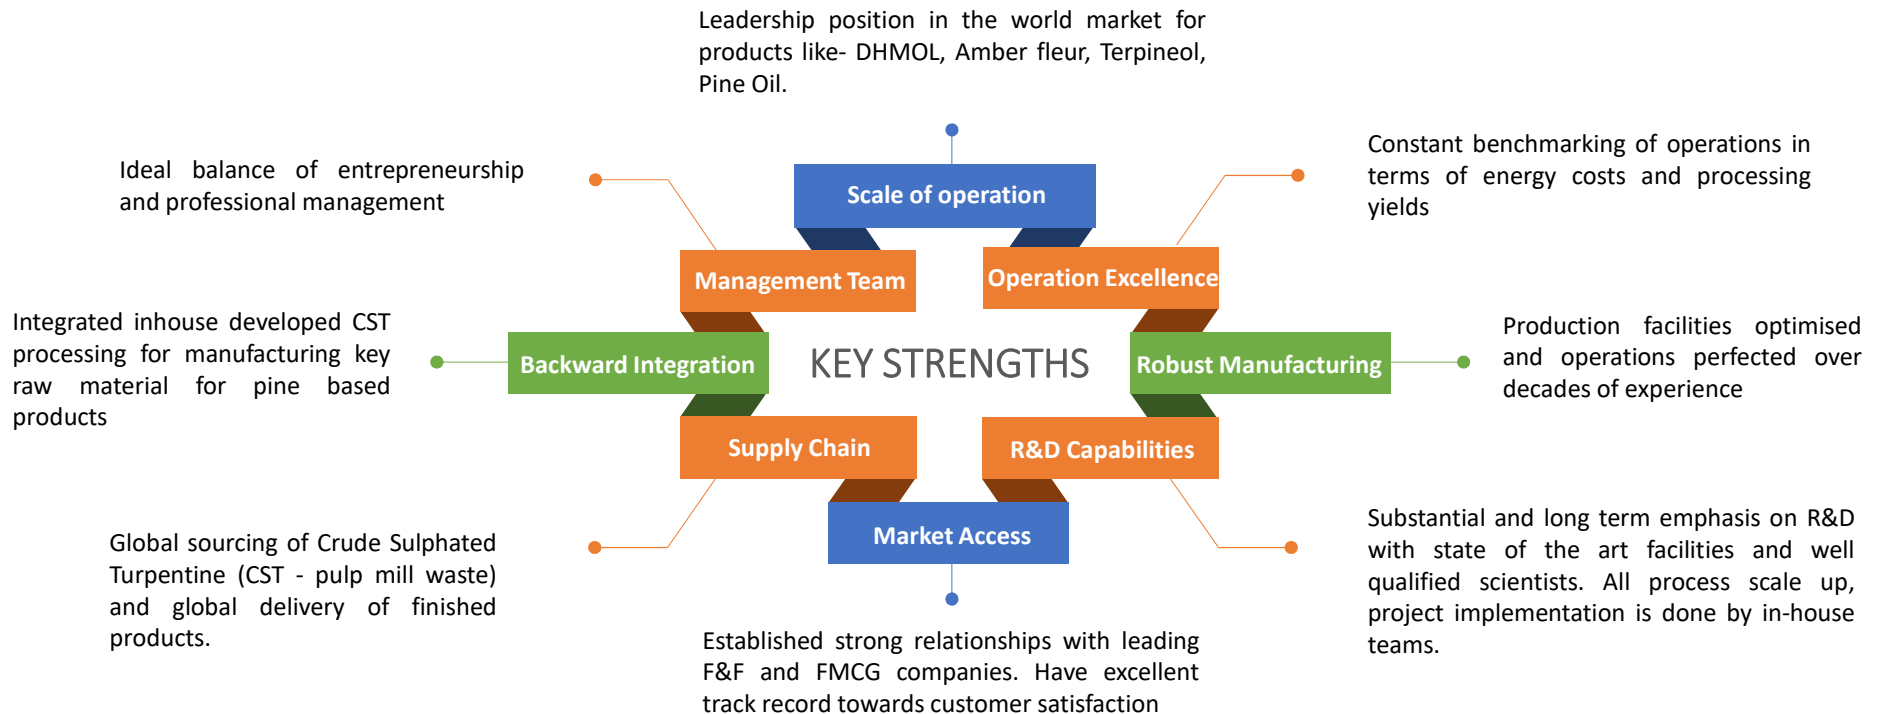 Leadership position in the world market for
products like- DHMOL, Amber fleur, Terpineol,
Pine Oil.
Ideal balance of entrepreneurship
and professional management
Constant benchmarking of operations in
terms of energy costs and processing
yields
Scale of operation
Management Team
Operation Excellence
Integrated inhouse developed CST
processing for manufacturing key
raw material for pine based
products
Backward Integration
KEY STRENGTHS
Robust Manufacturing
Production facilities optimised
and operations perfected over
decades of experience
Supply Chain
R&D Capabilities
Market Access
Global sourcing of Crude Sulphated
Turpentine (CST - pulp mill waste)
and global delivery of finished
products.
Substantial and long term emphasis on R&D
with state of the art facilities and well
qualified scientists. All process scale up,
project implementation is done by in-house
teams.
Established strong relationships with leading
F&F and FMCG companies. Have excellent
track record towards customer satisfaction